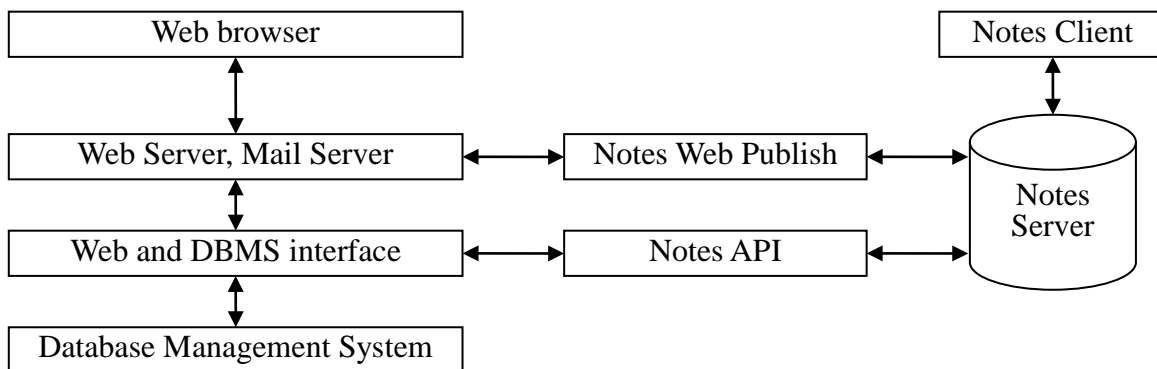 Web browser
Notes Client
Web Server, Mail Server
Notes Web Publish
Notes
Server
Web and DBMS interface
Notes API
Database Management System